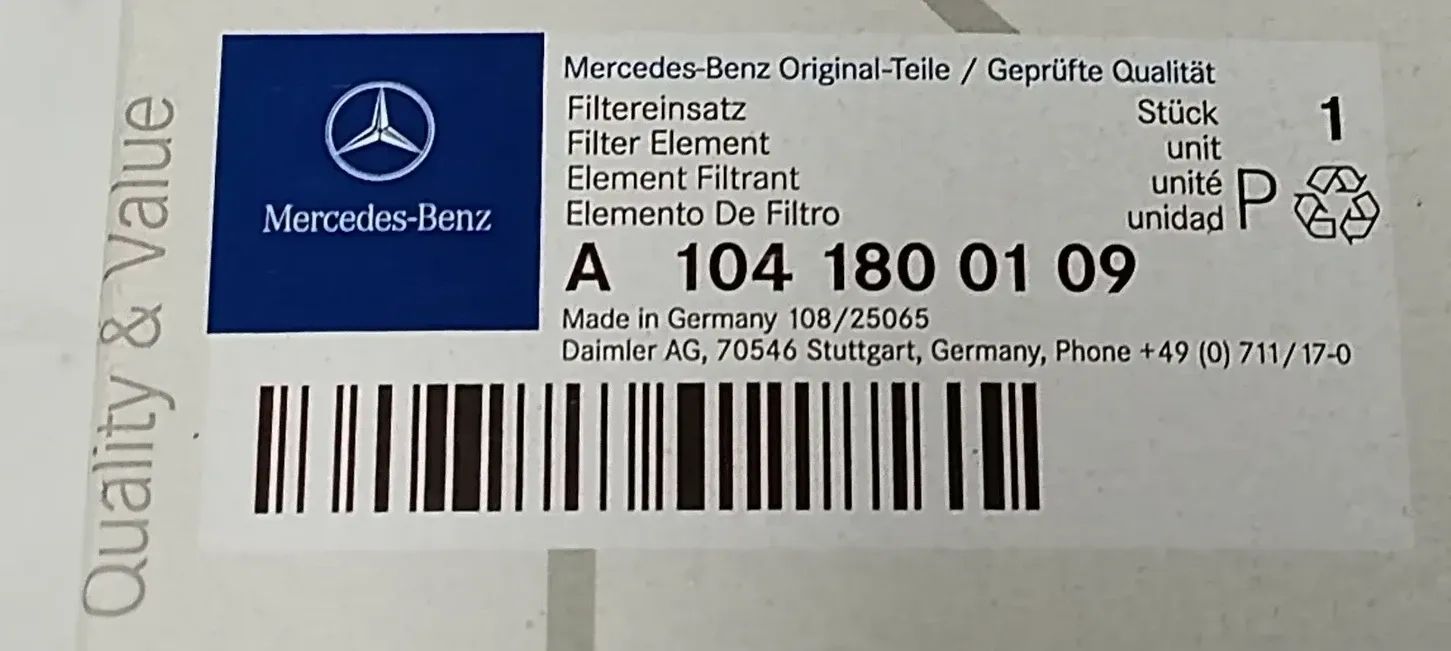 Quality & Value
Mercedes-Benz
Mercedes-Benz Original-Teile / Geprüfte Qualität
Filtereinsatz
Filter Element
Element Filtrant
Elemento De Filtro
Stück
unit
unité
unidad
P
1
A 104 180 01 09
Made in Germany 108/25065
Daimler AG, 70546 Stuttgart, Germany, Phone +49 (0) 711/17-0